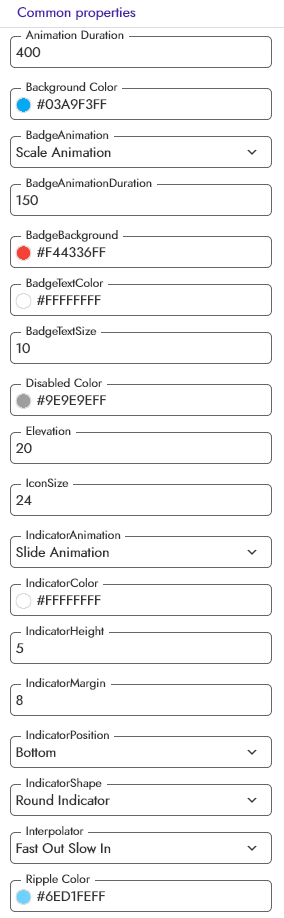 Common properties
Animation Duration
400
Background Color
#03A9F3FF
BadgeAnimation
Scale Animation
BadgeAnimationDuration
150
BadgeBackground
#F44336FF
BadgeTextColor
#FFFFFFFF
BadgeTextSize
10
Disabled Color
#9E9E9EFF
Elevation
20
IconSize
24
IndicatorAnimation
Slide Animation
IndicatorColor
#FFFFFFFF
IndicatorHeight
5
IndicatorMargin
8
IndicatorPosition
Bottom
IndicatorShape
Round Indicator
Interpolator
Fast Out Slow In
Ripple Color
#6ED1FEFF